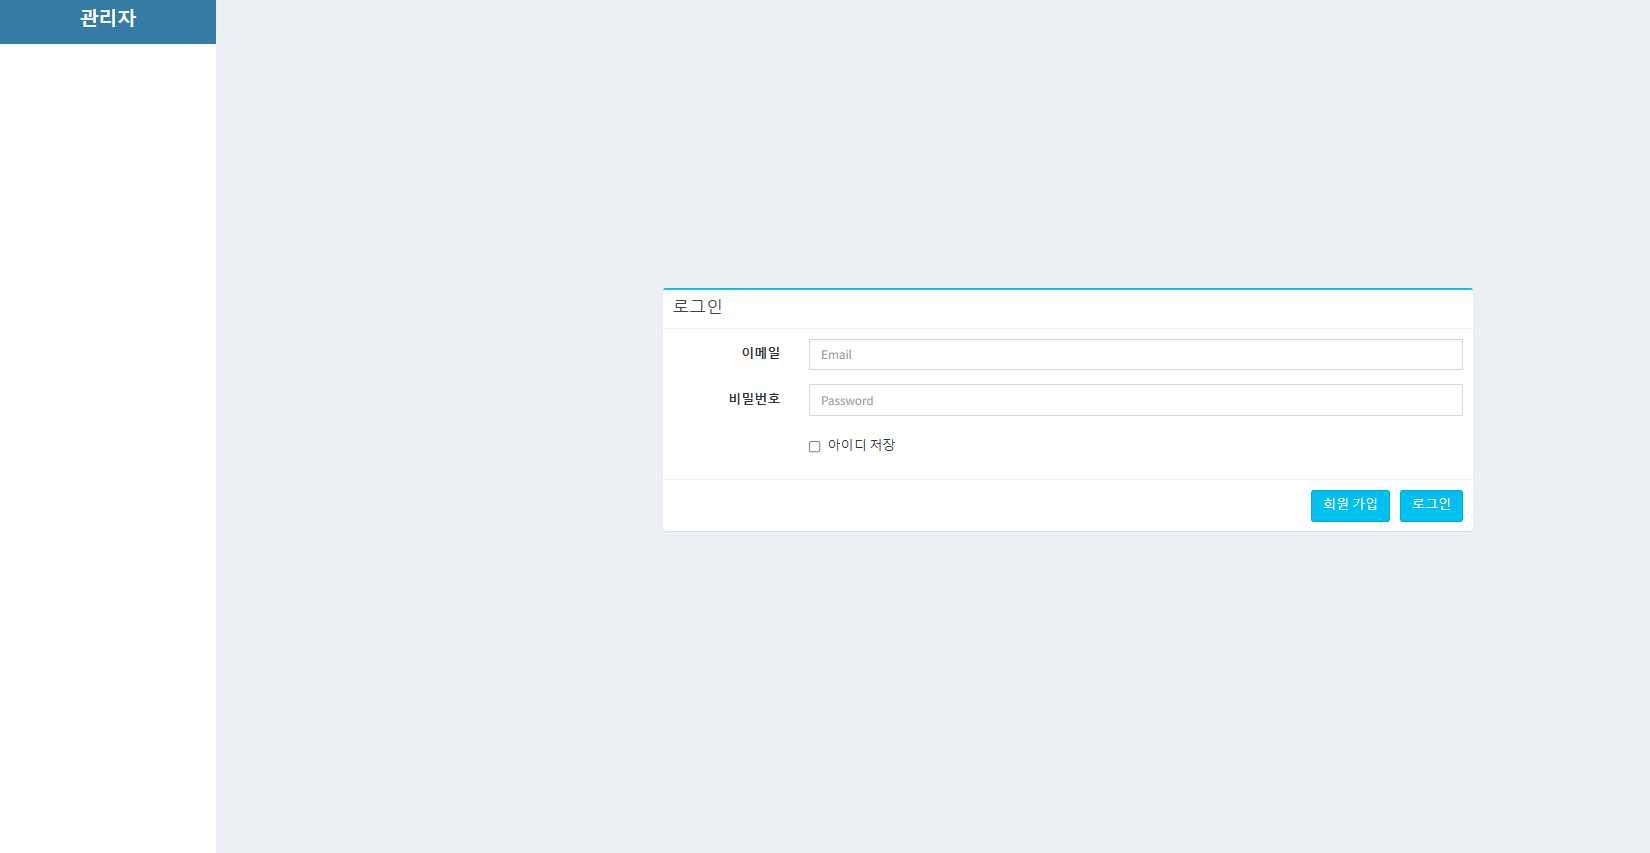 관리자
로그인
이메일
Email
비밀번호
Password
아이디 저장
회원 가입
로그인